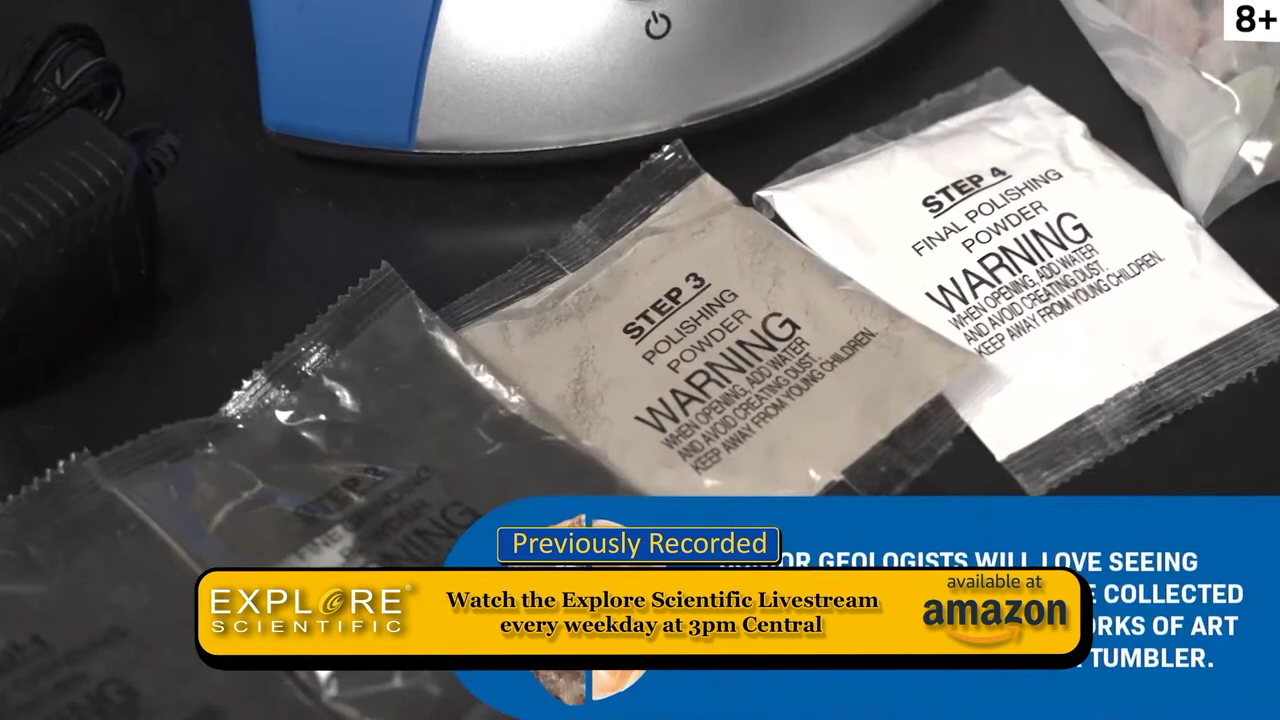 8+
STEP 4
FINAL POLISHING
POWDER
WARNING
WHEN OPENING, ADD WATER
AND AVOID CREATING DUST.
KEEP AWAY FROM YOUNG CHILDREN.
STEP 3
POLISHING
POWDER
WARNING
WHEN OPENING, ADD WATER
AND AVOID CREATING DUST.
KEEP AWAY FROM YOUNG CHILDREN.
STEP
Previously Recorded
GEOLOGISTS WILL LOVE SEEING
COLLECTED
OF ART
TUMBLER.
EXPLORE®
SCIENTIFIC
Watch the Explore Scientific Livestream
every weekday at 3pm Central
available at
amazon